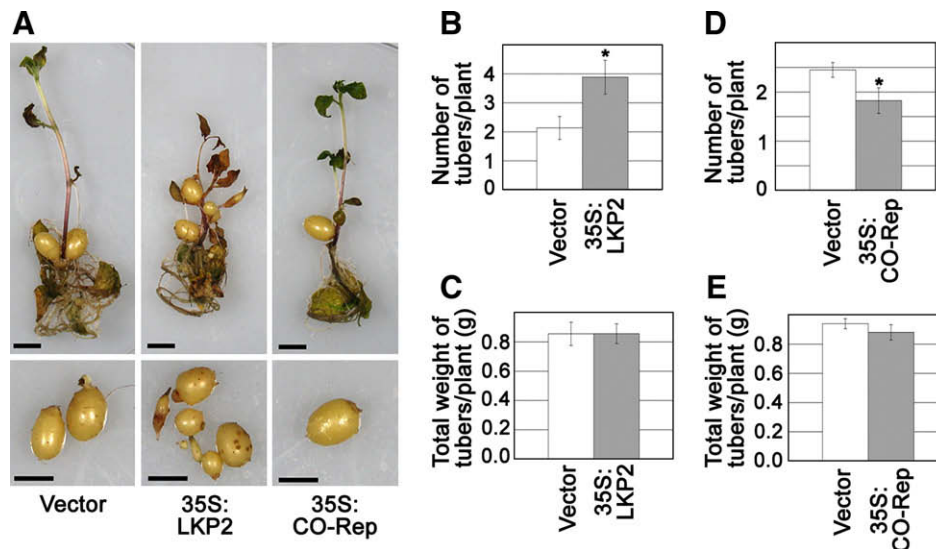 A
Vector
35S:
LKP2
35S:
CO-Rep
B
Number of
tubers/plant
4
3
2
1
0
*
Vector
35S:
LKP2
C
Total weight of
tubers/plant (g)
0.8
0.6
0.4
0.2
0.0
Vector
35S:
LKP2
D
Number of
tubers/plant
2
1
0
*
Vector
35S:
CO-Rep
E
Total weight of
tubers/plant (g)
0.8
0.6
0.4
0.2
0.0
Vector
35S:
CO-Rep